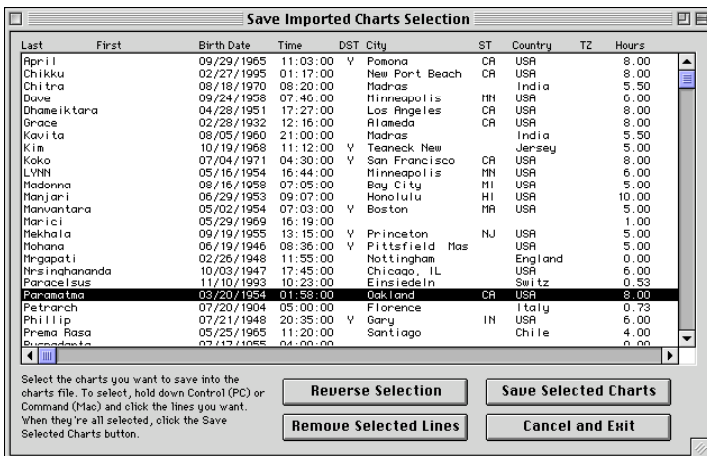 Save Imported Charts Selection
Last First Birth Date Time DST City ST Country TZ Hours
April 09/29/1965 11:03:00 Y Pomona CA USA 8.00
Chikku 02/27/1995 01:17:00 New Port Beach CA USA 8.00
Chitra 08/18/1970 08:20:00 Madras India 5.50
Dave 09/24/1958 07:46:00 Minneapolis MN USA 6.00
Dhameiktara 04/28/1951 17:27:00 Los Angeles CA USA 8.00
Grace 02/28/1932 12:16:00 Alameda CA USA 8.00
Kavita 08/05/1960 21:00:00 Madras India 5.50
Kim 10/19/1968 11:12:00 Y Teaneck New Jersey 5.00
Koko 07/04/1971 04:30:00 Y San Francisco CA USA 8.00
LYNN 05/16/1954 16:44:00 Minneapolis MN USA 6.00
Madonna 08/16/1958 07:05:00 Bay City MI USA 5.00
Manjari 06/29/1953 09:07:00 Honolulu HI USA 10.00
Manvantara 05/02/1954 07:03:00 Y Boston MA USA 5.00
Marici 05/29/1969 16:19:00 1.00
Mekhala 09/19/1955 13:15:00 Y Princeton NJ USA 5.00
Mohana 06/19/1946 08:36:00 Y Pittsfield Mas USA 5.00
Mrgapati 02/26/1948 11:55:00 Nottingham England 0.00
Nrsinghananda 10/03/1947 17:45:00 Chicago, IL USA 6.00
Paracelsus 11/10/1993 10:23:00 Einsiedeln Switz 0.53
Paramatma 03/20/1954 01:58:00 Oakland CA USA 8.00
Petrarch 07/20/1904 05:00:00 Florence Italy 0.73
Phillip 07/21/1948 20:35:00 Y Gary IN USA 6.00
Prema Rasa 05/25/1965 11:20:00 Santiago Chile 4.00
07/17/1055 04:00:00 0.00
Select the charts you want to save into the
charts file. To select, hold down Control (PC) or
Command (Mac) and click the lines you want.
When they're all selected, click the Save
Selected Charts button.
Reverse Selection
Save Selected Charts
Remove Selected Lines
Cancel and Exit